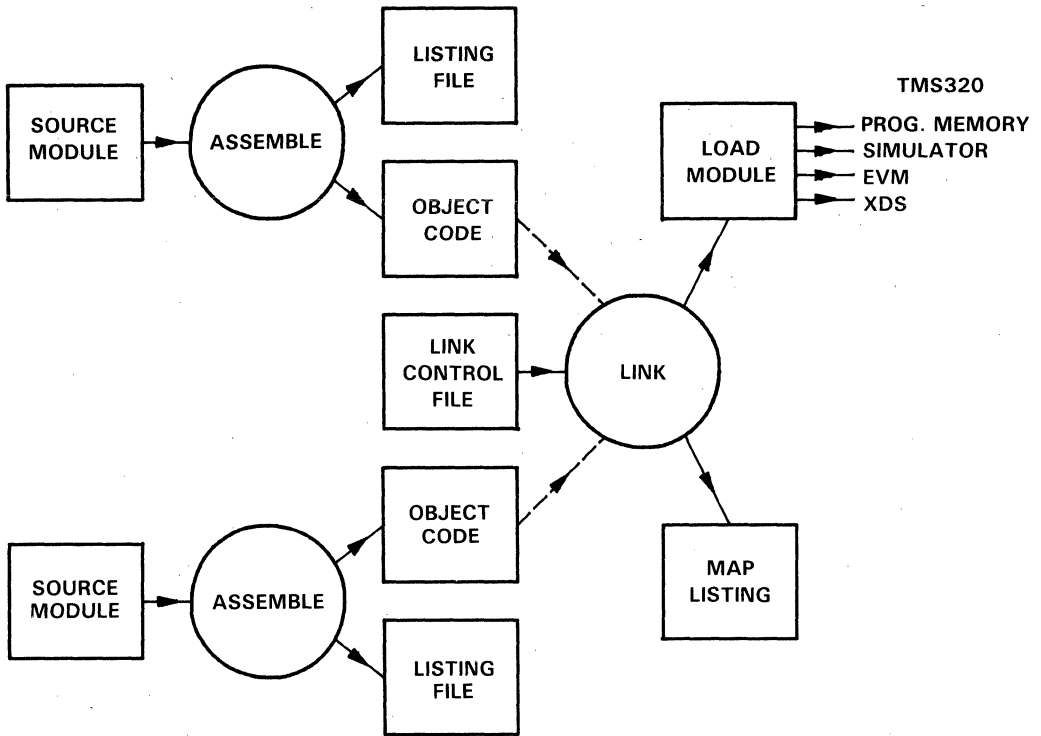 LISTING
FILE
TMS320
SOURCE
MODULE
ASSEMBLE
LOAD
MODULE
PROG. MEMORY
SIMULATOR
EVM
XDS
OBJECT
CODE
LINK
CONTROL
FILE
LINK
OBJECT
CODE
SOURCE
MODULE
ASSEMBLE
MAP
LISTING
LISTING
FILE